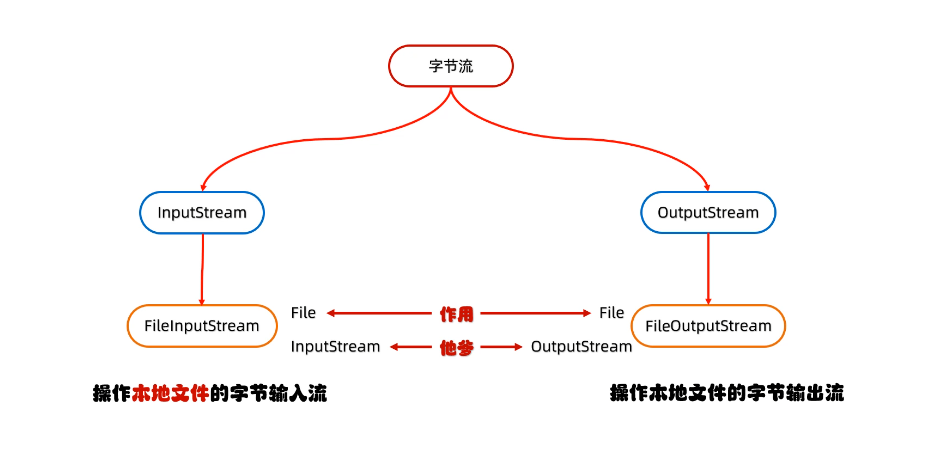 字节流
InputStream
OutputStream
FileInputStream
File
作用
File
FileOutputStream
InputStream
他爹
OutputStream
操作本地文件的字节输入流
操作本地文件的字节输出流